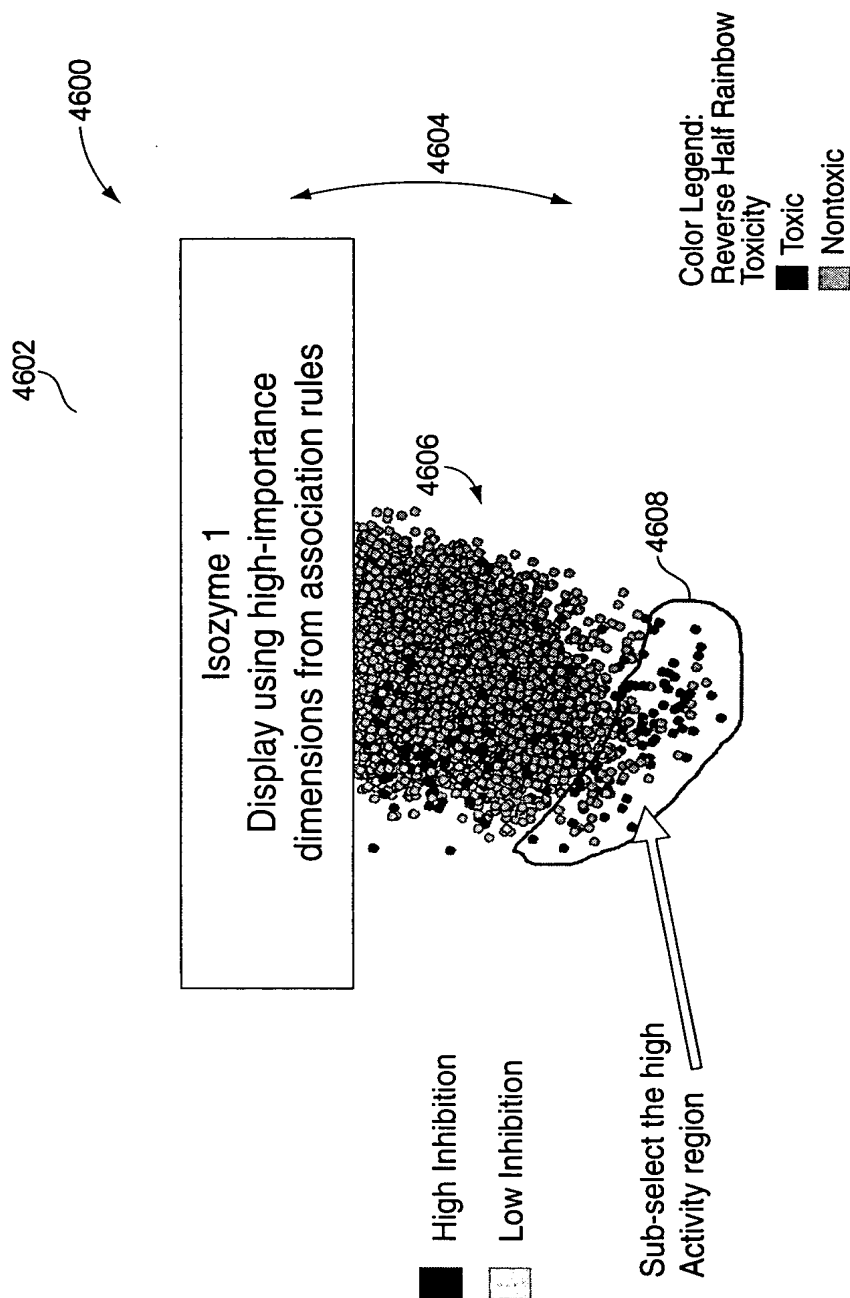 4600
4602
Isozyme 1
Display using high-importance
dimensions from association rules
4604
4606
4608
High Inhibition
Low Inhibition
Sub-select the high
Activity region
Color Legend:
Reverse Half Rainbow
Toxicity
Toxic
Nontoxic